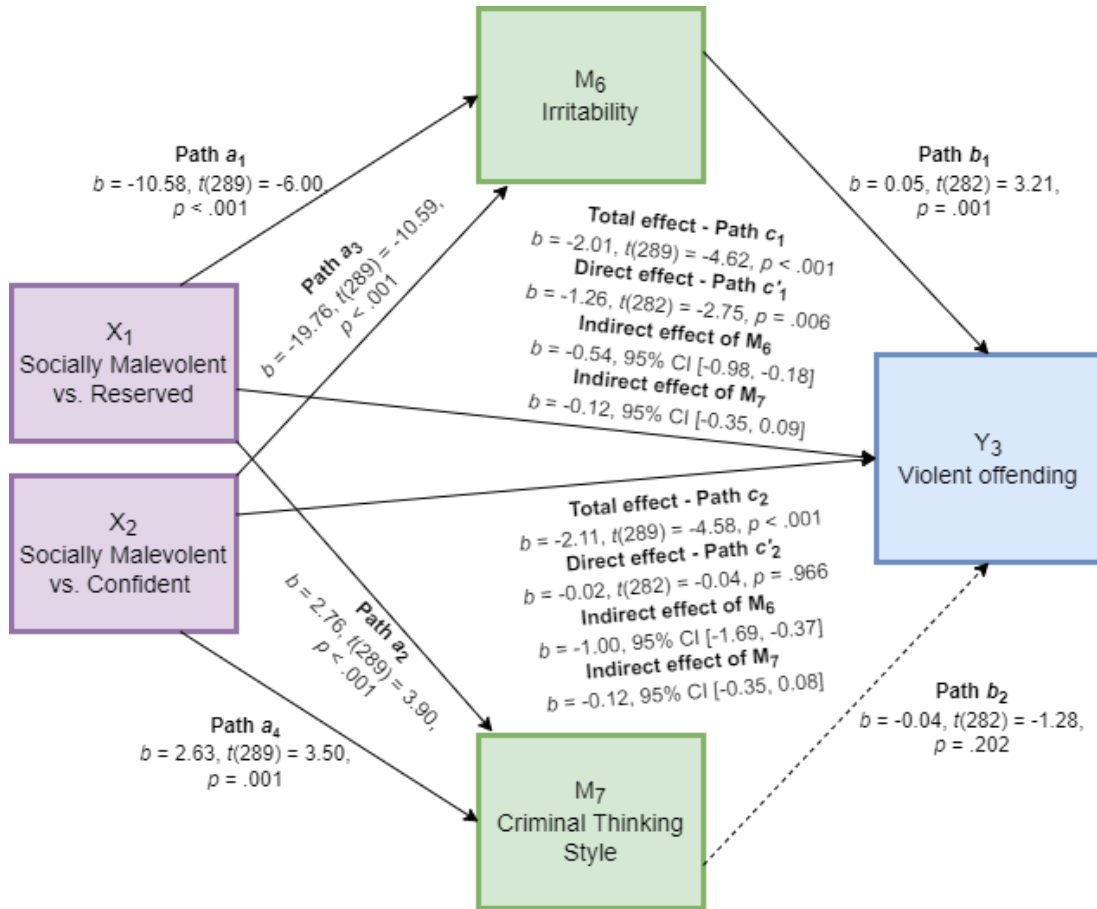 M6
Irritability
Path a1
b = -10.58, t(289) = -6.00,
p < .001
Path a3
b = -19.76, t(289) = -10.59,
p < .001
Path b1
b = 0.05, t(282) = 3.21,
p = .001
Total effect - Path c1
b = -2.01, t(289) = -4.62, p < .001
Direct effect - Path c'1
b = -1.26, t(282) = -2.75, p = .006
Indirect effect of M6
b = -0.54, 95% CI [-0.98, -0.18]
Indirect effect of M7
b = -0.12, 95% CI [-0.35, 0.09]
X1
Socially Malevolent
vs. Reserved
Y3
Violent offending
X2
Socially Malevolent
vs. Confident
Total effect - Path c2
b = -2.11, t(289) = -4.58, p < .001
Direct effect - Path c'2
b = -0.02, t(282) = -0.04, p = .966
Indirect effect of M6
b = -1.00, 95% CI [-1.69, -0.37]
Indirect effect of M7
b = -0.12, 95% CI [-0.35, 0.08]
Path a2
b = 2.76, t(289) = 3.90,
p < .001
Path a4
b = 2.63, t(289) = 3.50,
p = .001
Path b2
b = -0.04, t(282) = -1.28,
p = .202
M7
Criminal Thinking
Style